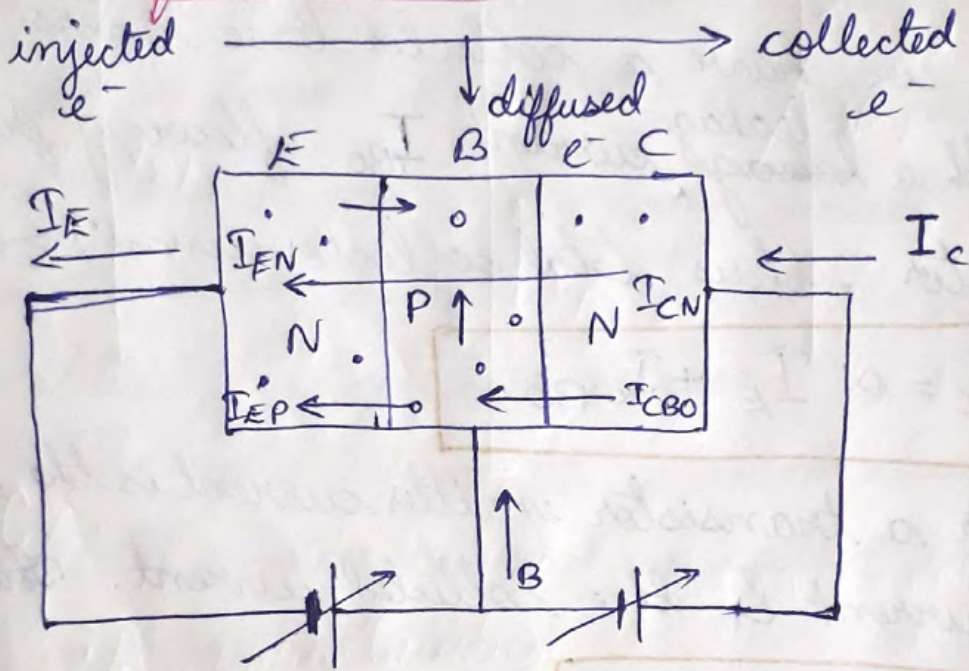 injected collected
e⁻ diffused e⁻
E B e⁻ C
I_E I_EN I_C
P I_CN
N N
I_EP I_CBO
B